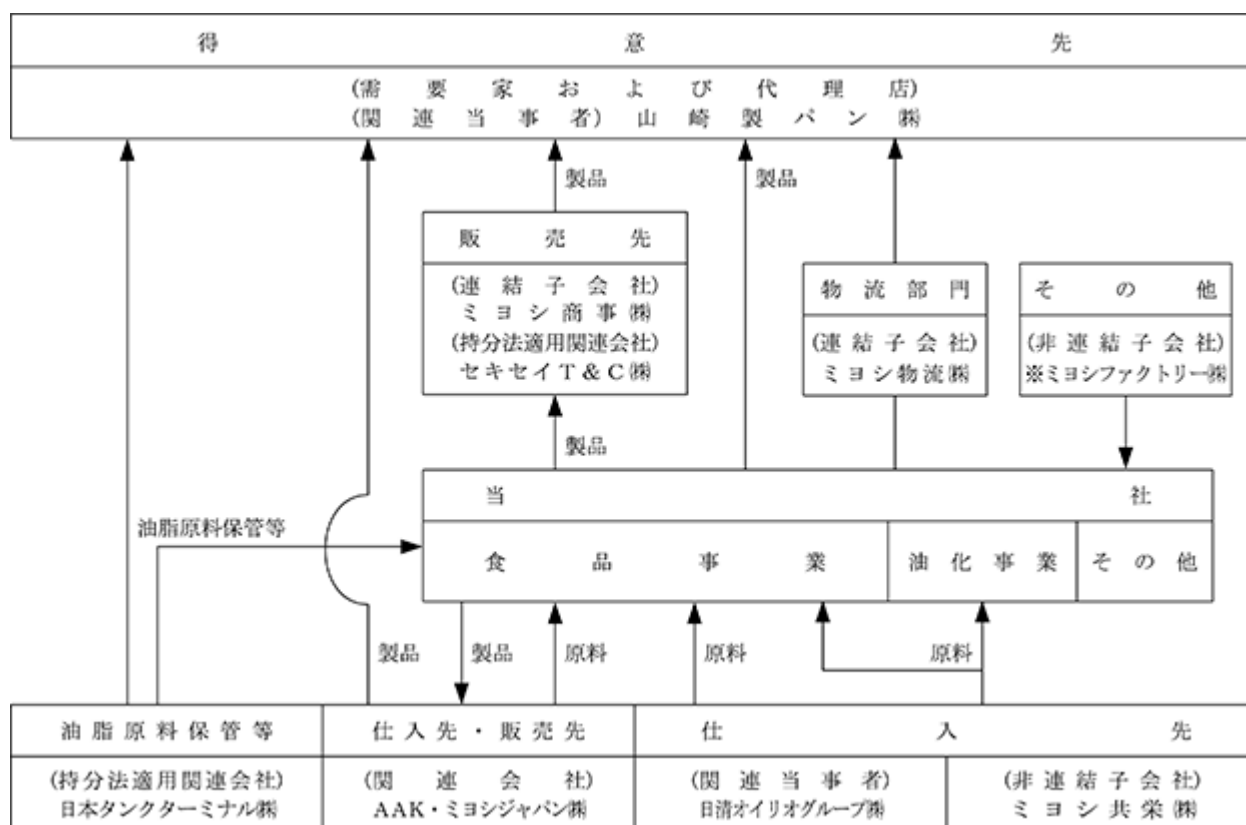 得意先
(需要家および代理店)
(関連当事者) 山崎製パン㈱
製品
製品
販売先
(連結子会社)
ミヨシ商事㈱
(持分法適用関連会社)
セキセイT&C㈱
物流部門
(連結子会社)
ミヨシ物流㈱
その他
(非連結子会社)
※ミヨシファクトリー㈱
製品
当社
油脂原料保管等
食品事業
油化事業
その他
製品
製品
原料
原料
原料
油脂原料保管等
(持分法適用関連会社)
日本タンクターミナル㈱
仕入先・販売先
(関連会社)
AAK・ミヨシジャパン㈱
仕入先
(関連当事者)
日清オイリオグループ㈱
(非連結子会社)
ミヨシ共栄㈱